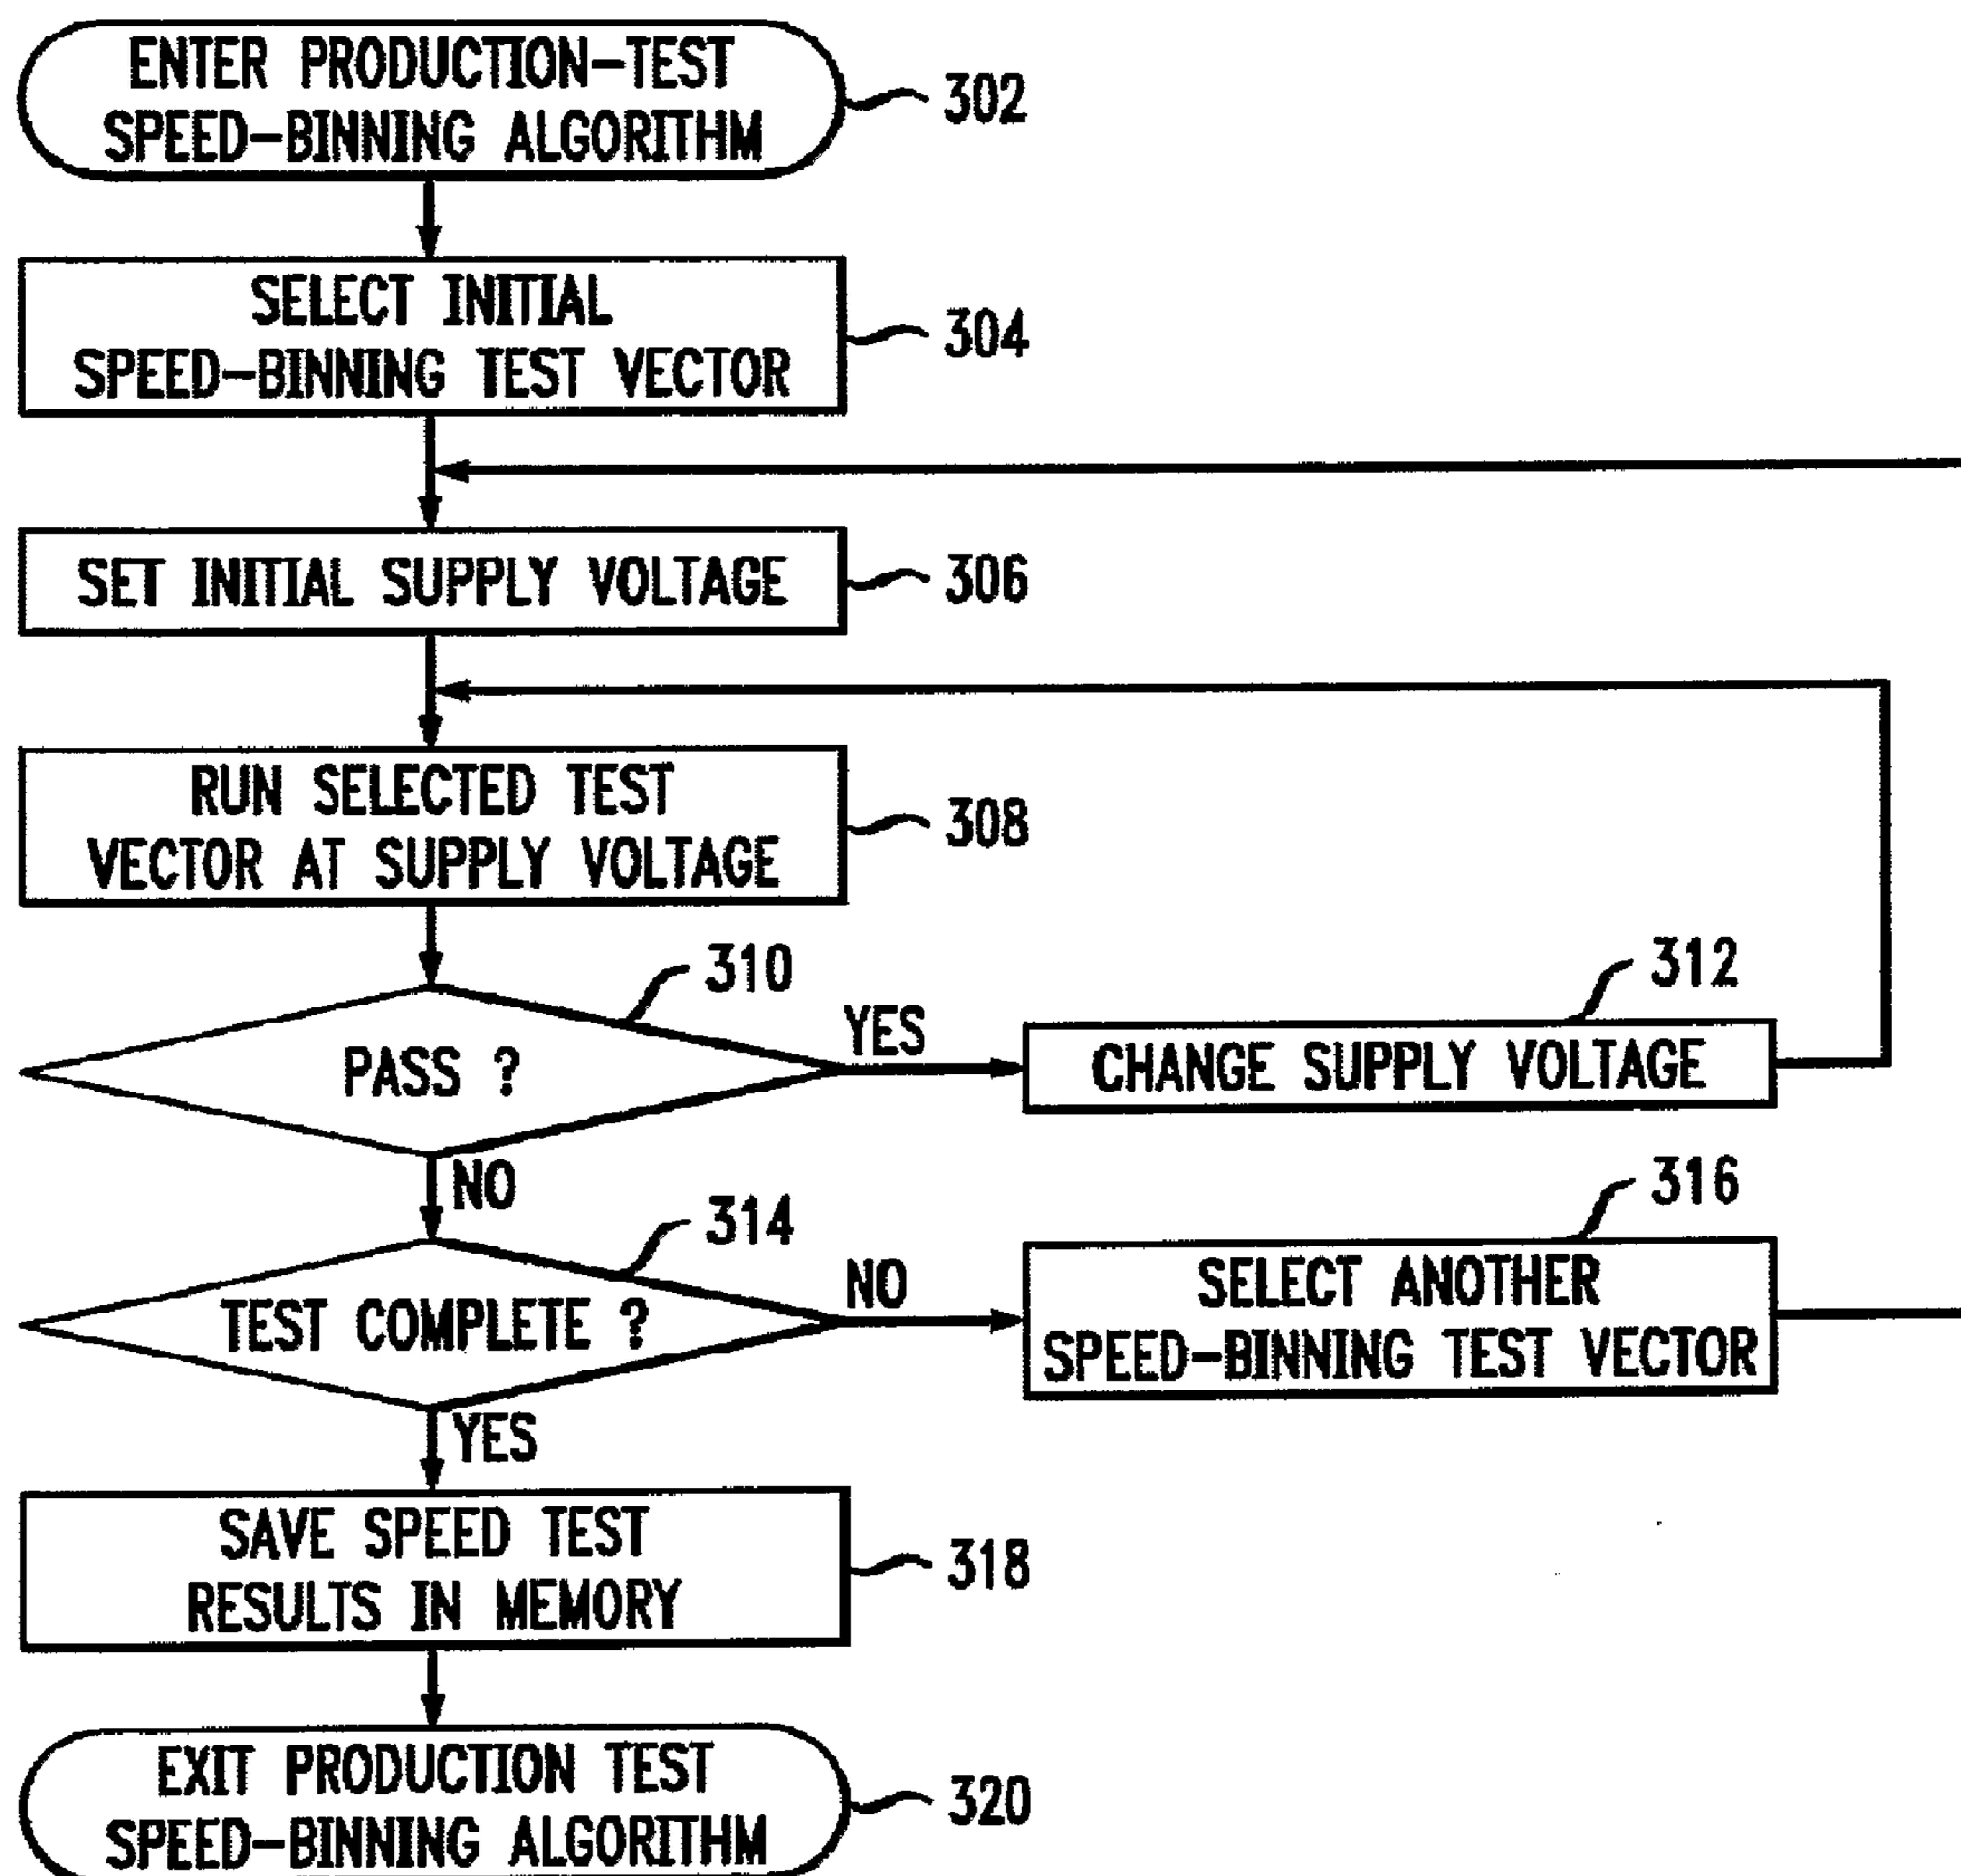 ENTER PRODUCTION-TEST
SPEED-BINNING ALGORITHM
302
SELECT INITIAL
SPEED-BINNING TEST VECTOR
304
SET INITIAL SUPPLY VOLTAGE
306
RUN SELECTED TEST
VECTOR AT SUPPLY VOLTAGE
308
310
PASS ?
YES
312
CHANGE SUPPLY VOLTAGE
NO
314
TEST COMPLETE ?
NO
316
SELECT ANOTHER
SPEED-BINNING TEST VECTOR
YES
SAVE SPEED TEST
RESULTS IN MEMORY
318
EXIT PRODUCTION TEST
SPEED-BINNING ALGORITHM
320